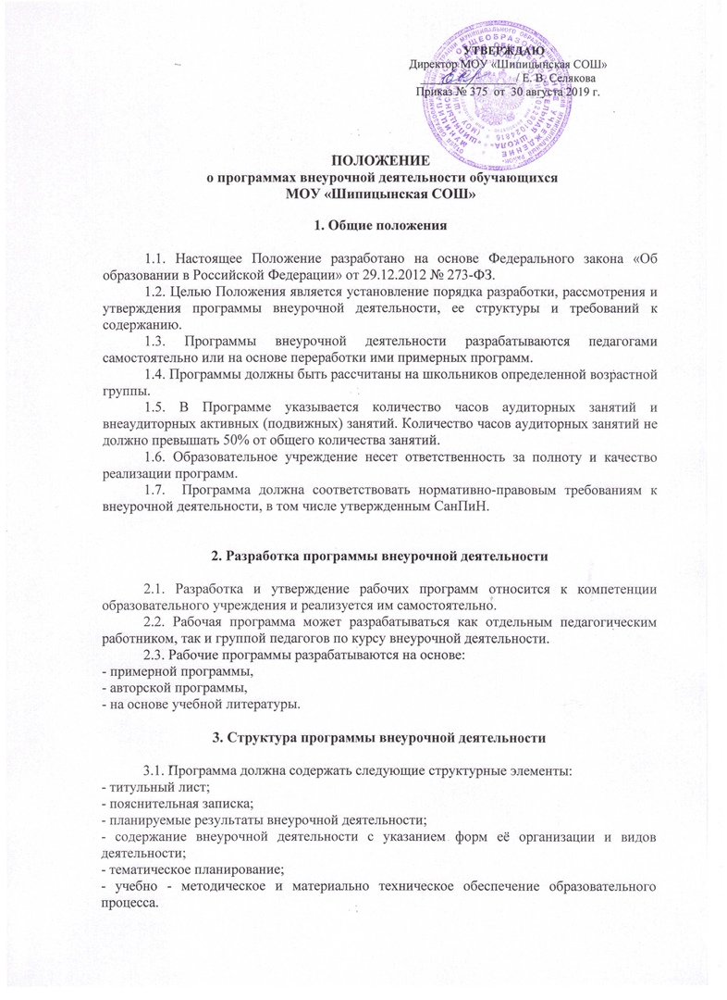 УТВЕРЖДАЮ
Директор МОУ «Шипицынская СОШ»
/ Е. В. Селякова
Приказ № 375 от 30 августа 2019 г.
ПОЛОЖЕНИЕ
о программах внеурочной деятельности обучающихся
МОУ «Шипицынская СОШ»
1. Общие положения
1.1. Настоящее Положение разработано на основе Федерального закона «Об
образовании в Российской Федерации» от 29.12.2012 № 273-ФЗ.
1.2. Целью Положения является установление порядка разработки, рассмотрения и
утверждения программы внеурочной деятельности, ее структуры и требований к
содержанию.
1.3. Программы внеурочной деятельности разрабатываются педагогами
самостоятельно или на основе переработки ими примерных программ.
1.4. Программы должны быть рассчитаны на школьников определенной возрастной
группы.
1.5. В Программе указывается количество часов аудиторных занятий и
внеаудиторных активных (подвижных) занятий. Количество часов аудиторных занятий не
должно превышать 50% от общего количества занятий.
1.6. Образовательное учреждение несет ответственность за полноту и качество
реализации программ.
1.7. Программа должна соответствовать нормативно-правовым требованиям к
внеурочной деятельности, в том числе утвержденным СанПиН.
2. Разработка программы внеурочной деятельности
2.1. Разработка и утверждение рабочих программ относится к компетенции
образовательного учреждения и реализуется им самостоятельно.
2.2. Рабочая программа может разрабатываться как отдельным педагогическим
работником, так и группой педагогов по курсу внеурочной деятельности.
2.3. Рабочие программы разрабатываются на основе:
- примерной программы,
- авторской программы,
- на основе учебной литературы.
3. Структура программы внеурочной деятельности
3.1. Программа должна содержать следующие структурные элементы:
- титульный лист;
- пояснительная записка;
- планируемые результаты внеурочной деятельности;
- содержание внеурочной деятельности с указанием форм её организации и видов
деятельности;
- тематическое планирование;
- учебно - методическое и материально техническое обеспечение образовательного
процесса.